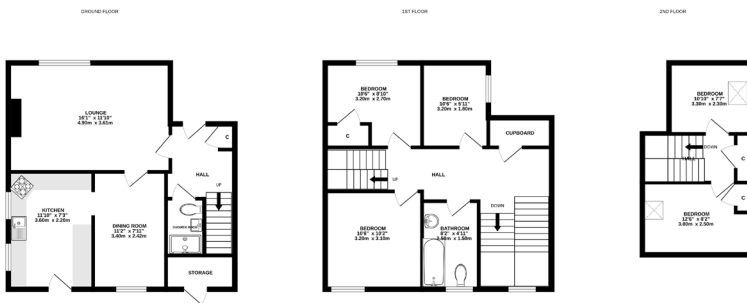 GROUND FLOOR
1ST FLOOR
2ND FLOOR
LOUNGE
16'1" x 11'10"
4.90m x 3.61m
C
HALL
UP
KITCHEN
11'10" x 7'3"
3.60m x 2.20m
DINING ROOM
11'2" x 7'11"
3.40m x 2.42m
SHOWER ROOM
STORAGE
BEDROOM
10'6" x 8'10"
3.20m x 2.70m
BEDROOM
10'6" x 5'11"
3.20m x 1.80m
C
CUPBOARD
UP
HALL
BEDROOM
10'6" x 10'2"
3.20m x 3.10m
BATHROOM
8'2" x 4'11"
2.50m x 1.50m
DOWN
BEDROOM
10'10" x 7'7"
3.30m x 2.30m
DOWN
C
C
BEDROOM
12'6" x 8'2"
3.80m x 2.50m